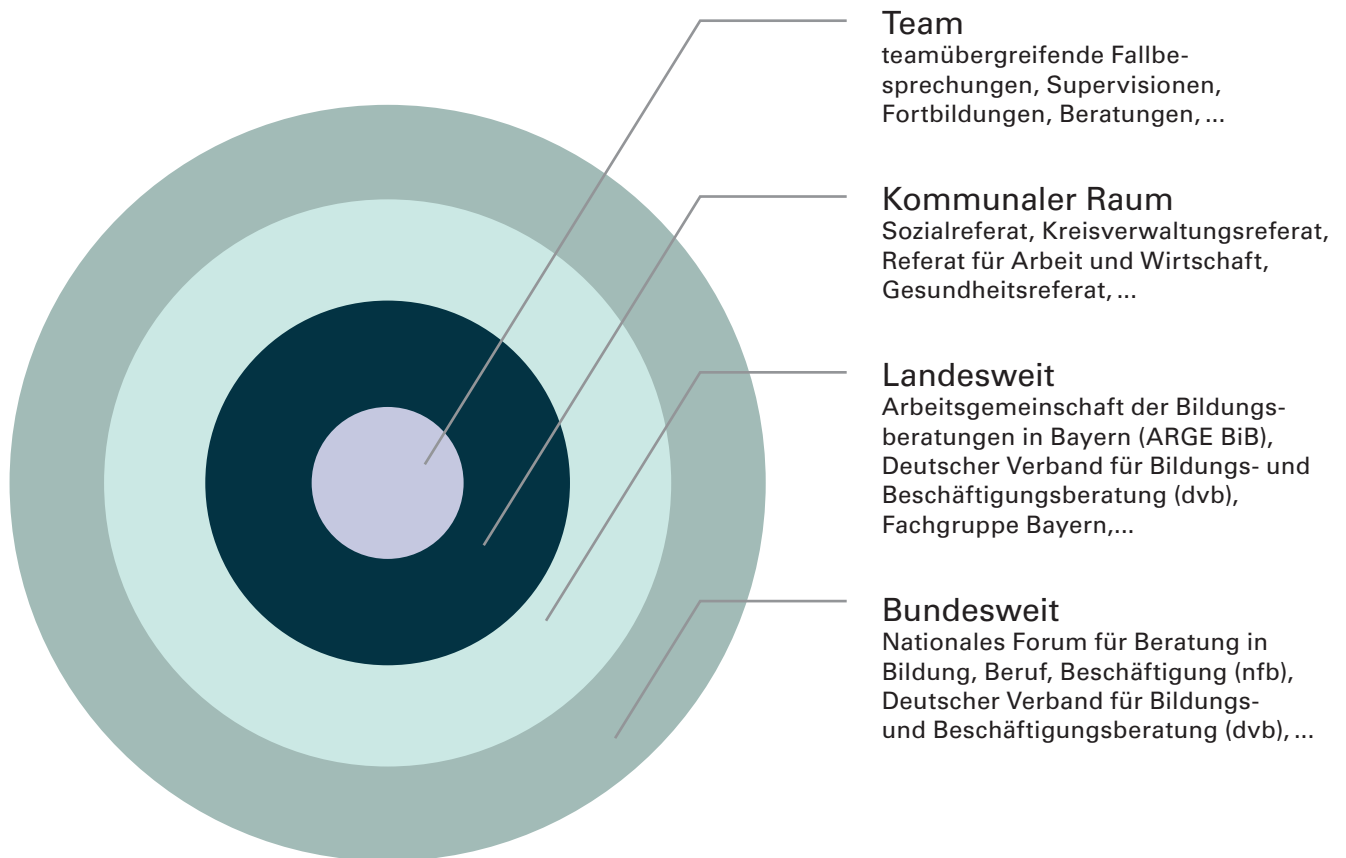 Team
teamübergreifende Fallbe-
sprechungen, Supervisionen,
Fortbildungen, Beratungen, ...
Kommunaler Raum
Sozialreferat, Kreisverwaltungsreferat,
Referat für Arbeit und Wirtschaft,
Gesundheitsreferat, ...
Landesweit
Arbeitsgemeinschaft der Bildungs-
beratungen in Bayern (ARGE BiB),
Deutscher Verband für Bildungs- und
Beschäftigungsberatung (dvb),
Fachgruppe Bayern,...
Bundesweit
Nationales Forum für Beratung in
Bildung, Beruf, Beschäftigung (nfb),
Deutscher Verband für Bildungs-
und Beschäftigungsberatung (dvb), ...